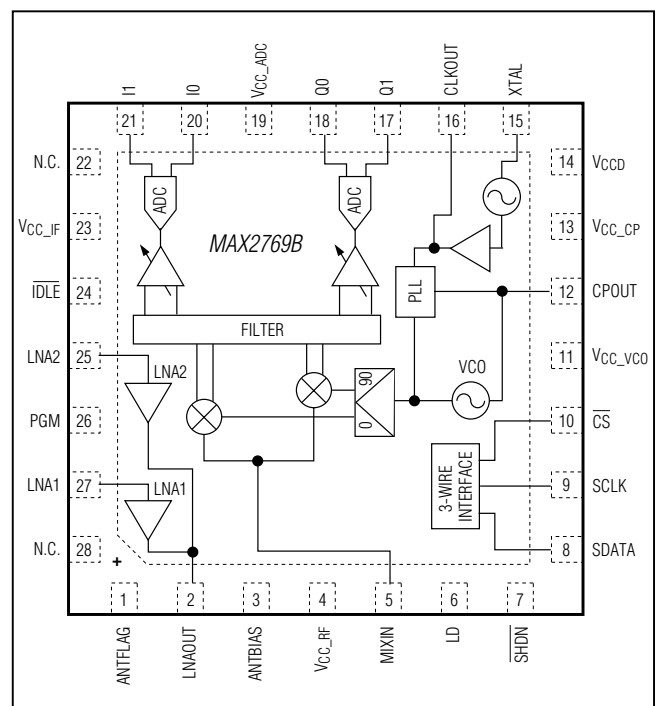 I1
I0
VCC_ADC
Q0
Q1
CLKOUT
XTAL
21
20
19
18
17
16
15
N.C.
22
VCC_IF
23
IDLE
24
LNA2
25
PGM
26
LNA1
27
N.C.
28
ADC
ADC
MAX2769B
FILTER
PLL
VCO
90
0
LNA2
LNA1
3-WIRE
INTERFACE
14
VCCD
13
VCC_CP
12
CPOUT
11
VCC_VCO
10
CS
9
SCLK
8
SDATA
+
1
2
3
4
5
6
7
ANTFLAG
LNAOUT
ANTBIAS
VCC_RF
MIXIN
LD
SHDN